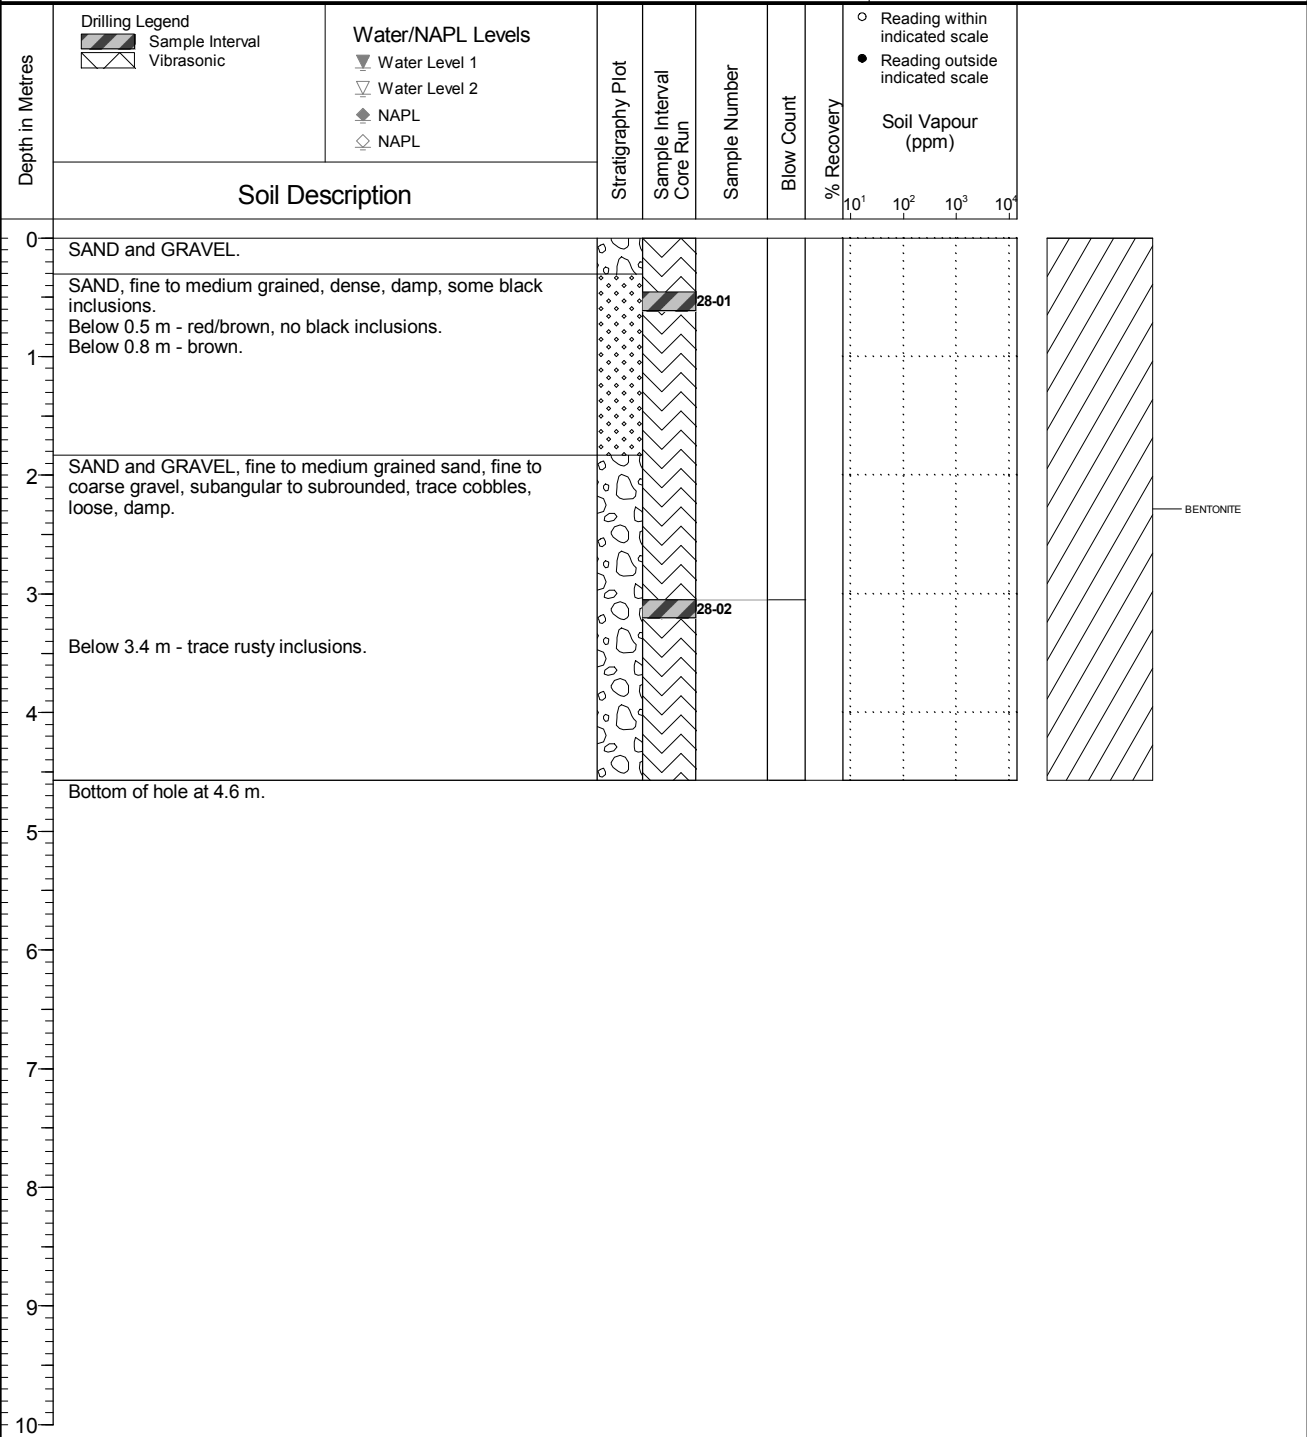 Depth in Metres
Drilling Legend
Sample Interval
Vibrasonic
Water/NAPL Levels
Water Level 1
Water Level 2
NAPL
NAPL
Soil Description
Stratigraphy Plot
Sample Interval
Core Run
Sample Number
Blow Count
% Recovery
Reading within
indicated scale
Reading outside
indicated scale
Soil Vapour
(ppm)
10¹ 10² 10³ 10⁴
0
SAND and GRAVEL.
SAND, fine to medium grained, dense, damp, some black
inclusions.
28-01
Below 0.5 m - red/brown, no black inclusions.
Below 0.8 m - brown.
1
SAND and GRAVEL, fine to medium grained sand, fine to
2
coarse gravel, subangular to subrounded, trace cobbles,
loose, damp.
BENTONITE
3
28-02
Below 3.4 m - trace rusty inclusions.
4
Bottom of hole at 4.6 m.
5
6
7
8
9
10